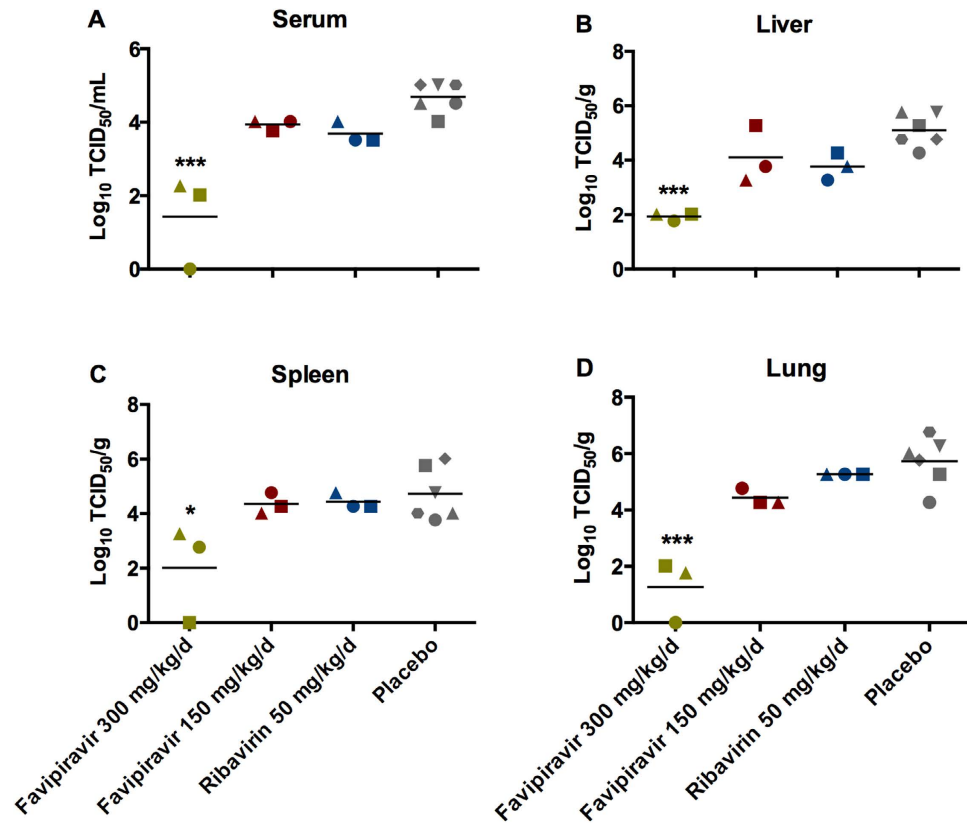 A
Serum
Log10 TCID50/mL
6
4
2
0
***
B
Liver
Log10 TCID50/g
8
6
4
2
0
***
C
Spleen
Log10 TCID50/g
8
6
4
2
0
*
Favipiravir 300 mg/kg/d
Favipiravir 150 mg/kg/d
Ribavirin 50 mg/kg/d
Placebo
D
Lung
Log10 TCID50/g
8
6
4
2
0
***
Favipiravir 300 mg/kg/d
Favipiravir 150 mg/kg/d
Ribavirin 50 mg/kg/d
Placebo